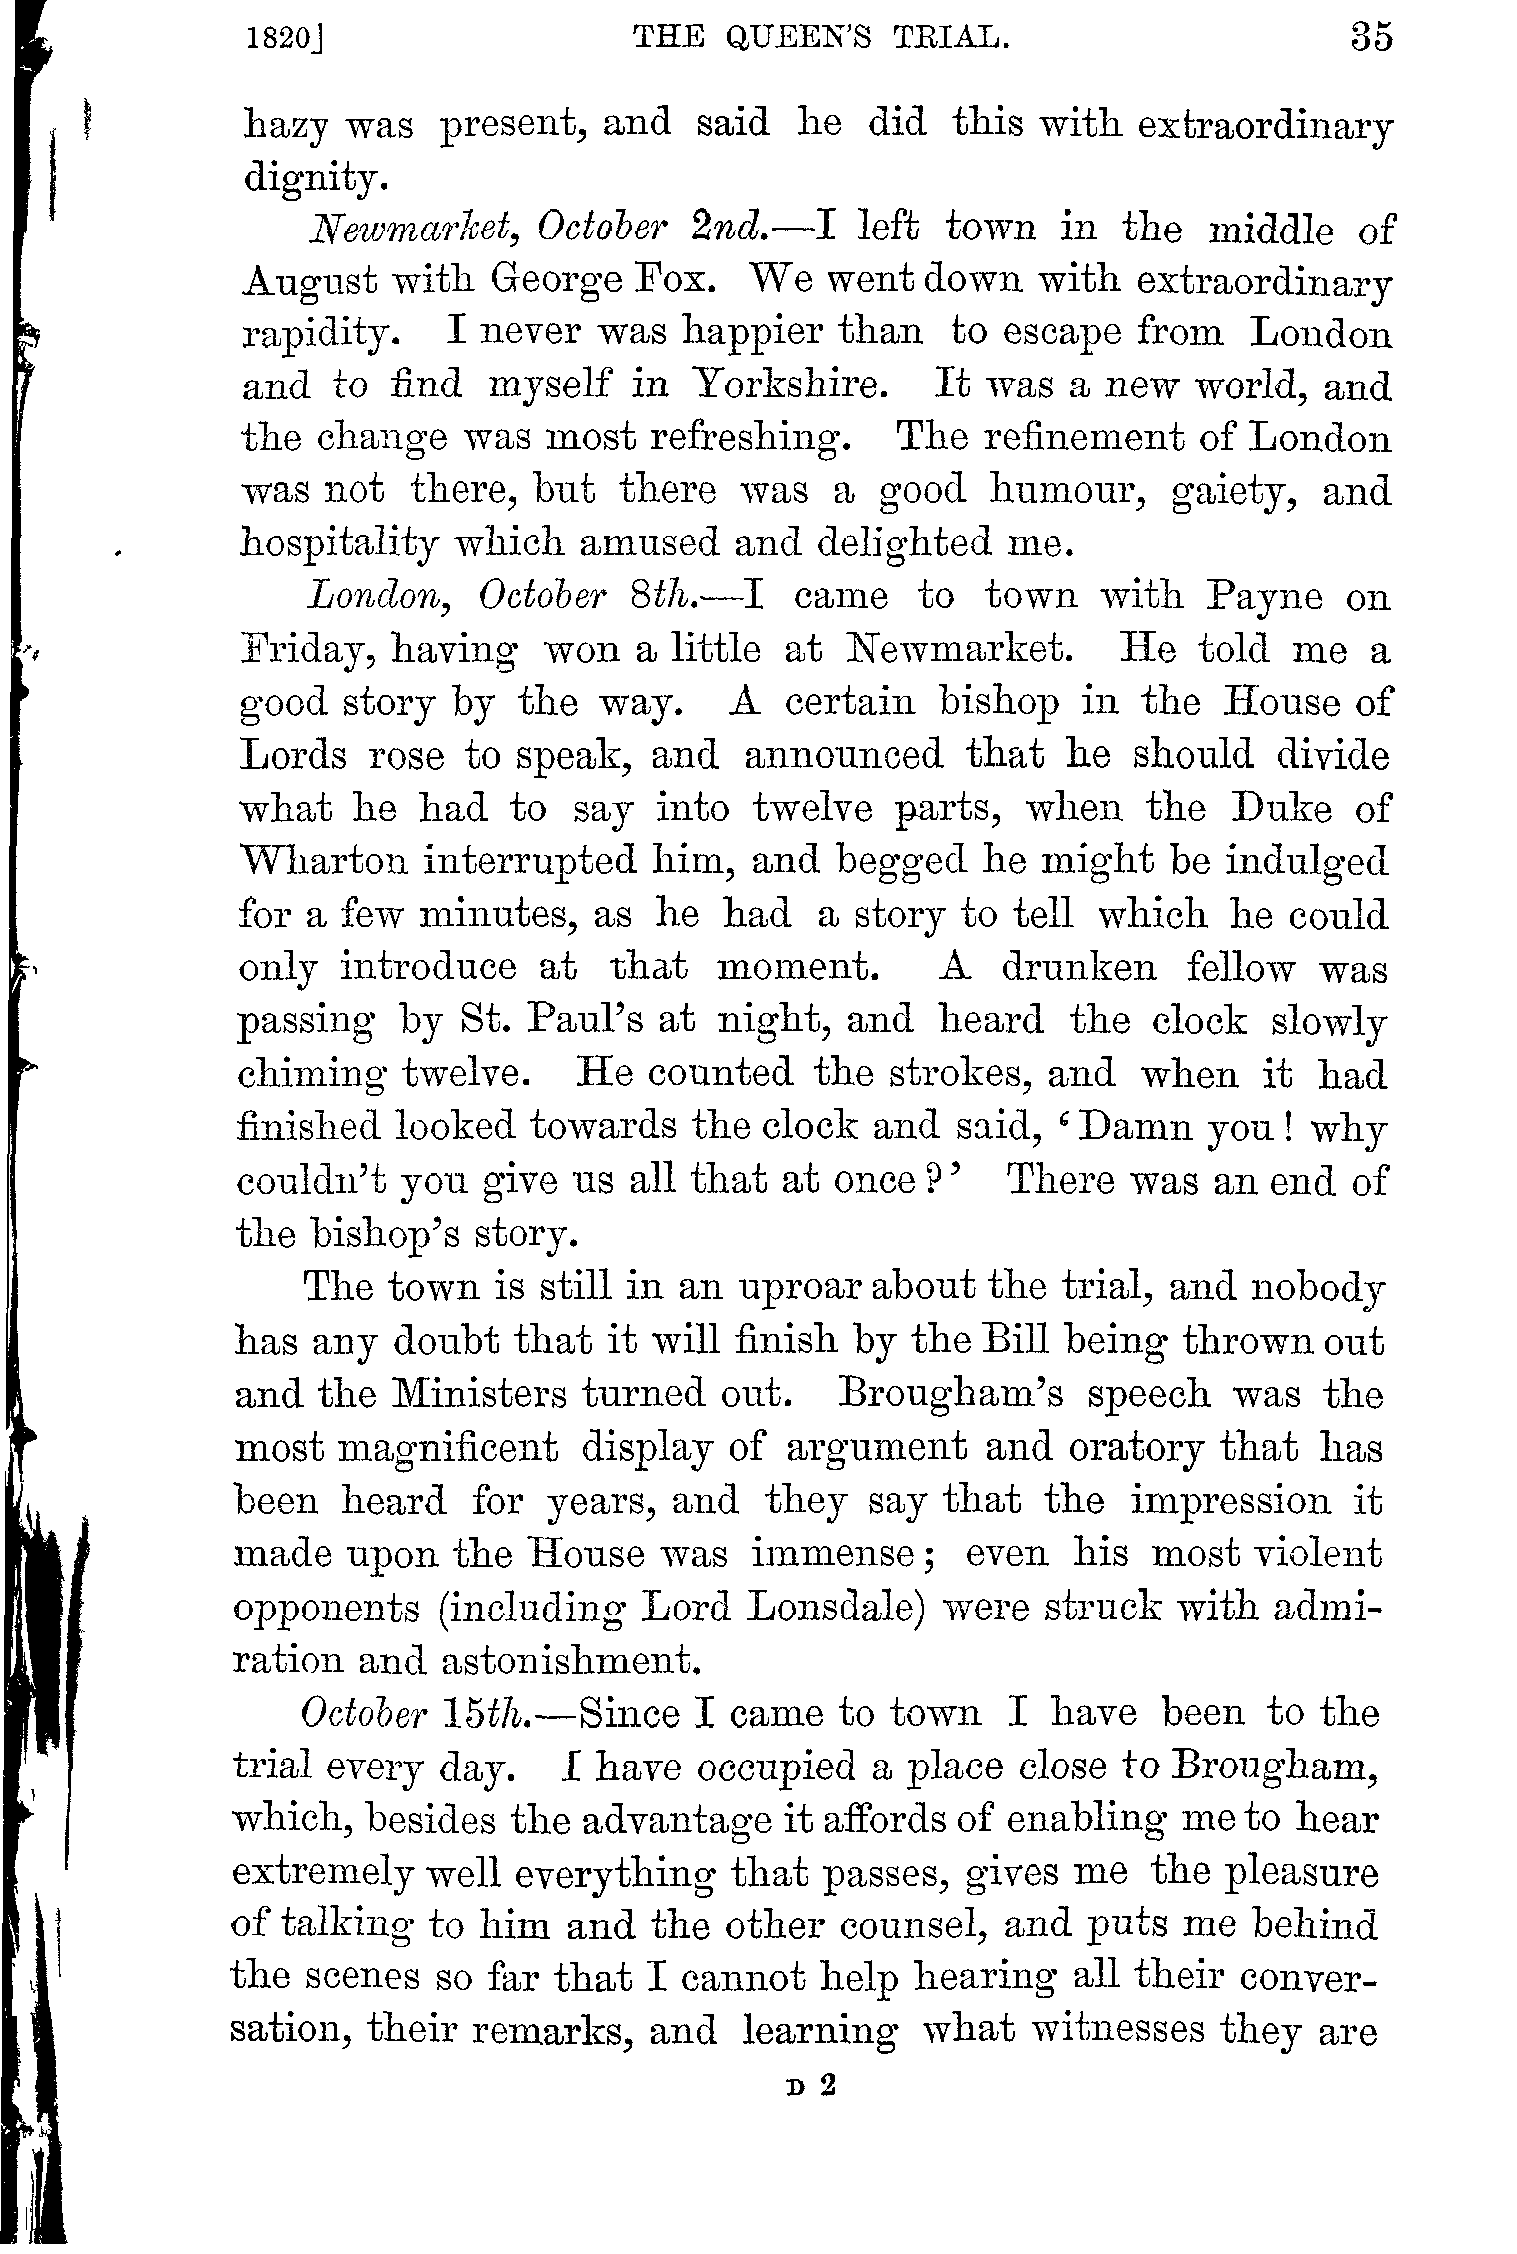 1820] THE QUEEN'S TRIAL. 35
hazy was present, and said he did this with extraordinary
dignity.
Newmarket, October 2nd.—I left town in the middle of
August with George Fox. We went down with extraordinary
rapidity. I never was happier than to escape from London
and to find myself in Yorkshire. It was a new world, and
the change was most refreshing. The refinement of London
was not there, but there was a good humour, gaiety, and
hospitality which amused and delighted me.
London, October 8th.—I came to town with Payne on
Friday, having won a little at Newmarket. He told me a
good story by the way. A certain bishop in the House of
Lords rose to speak, and announced that he should divide
what he had to say into twelve parts, when the Duke of
Wharton interrupted him, and begged he might be indulged
for a few minutes, as he had a story to tell which he could
only introduce at that moment. A drunken fellow was
passing by St. Paul's at night, and heard the clock slowly
chiming twelve. He counted the strokes, and when it had
finished looked towards the clock and said, ‘Damn you! why
couldn't you give us all that at once?’ There was an end of
the bishop's story.
The town is still in an uproar about the trial, and nobody
has any doubt that it will finish by the Bill being thrown out
and the Ministers turned out. Brougham's speech was the
most magnificent display of argument and oratory that has
been heard for years, and they say that the impression it
made upon the House was immense; even his most violent
opponents (including Lord Lonsdale) were struck with admi-
ration and astonishment.
October 15th.—Since I came to town I have been to the
trial every day. I have occupied a place close to Brougham,
which, besides the advantage it affords of enabling me to hear
extremely well everything that passes, gives me the pleasure
of talking to him and the other counsel, and puts me behind
the scenes so far that I cannot help hearing all their conver-
sation, their remarks, and learning what witnesses they are
D 2